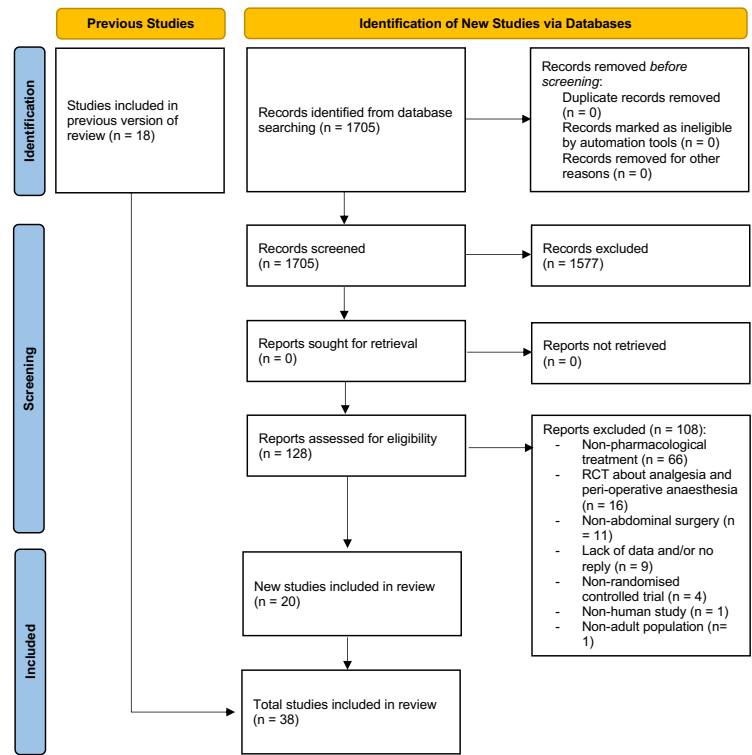 Previous Studies
Identification of New Studies via Databases
Identification
Studies included in
previous version of
review (n = 18)
Records identified from database
searching (n = 1705)
Records removed before
screening:
Duplicate records removed
(n = 0)
Records marked as ineligible
by automation tools (n = 0)
Records removed for other
reasons (n = 0)
Screening
Records screened
(n = 1705)
Records excluded
(n = 1577)
Reports sought for retrieval
(n = 0)
Reports not retrieved
(n = 0)
Reports assessed for eligibility
(n = 128)
Reports excluded (n = 108):
- Non-pharmacological
treatment (n = 66)
- RCT about analgesia and
peri-operative anaesthesia
(n = 16)
- Non-abdominal surgery (n
= 11)
- Lack of data and/or no
reply (n = 9)
- Non-randomised
controlled trial (n = 4)
- Non-human study (n = 1)
- Non-adult population (n=
1)
Included
New studies included in review
(n = 20)
Total studies included in review
(n = 38)